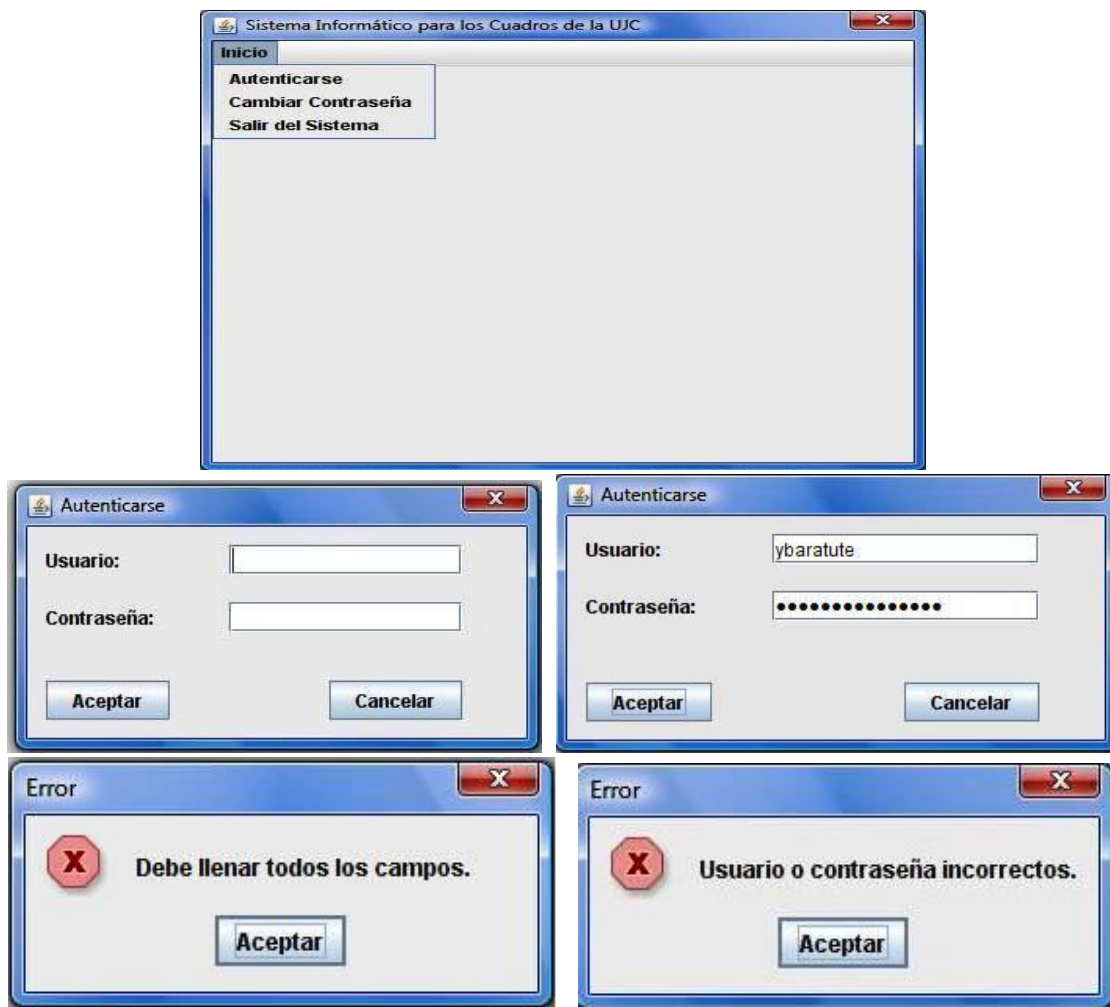 Sistema Informático para los Cuadros de la UJC
Inicio
Autenticarse
Cambiar Contraseña
Salir del Sistema
Autenticarse
Usuario:
Contraseña:
Aceptar Cancelar
Autenticarse
Usuario: ybaratute
Contraseña: ●●●●●●●●●●●●●●●
Aceptar Cancelar
Error
Debe llenar todos los campos.
Aceptar
Error
Usuario o contraseña incorrectos.
Aceptar